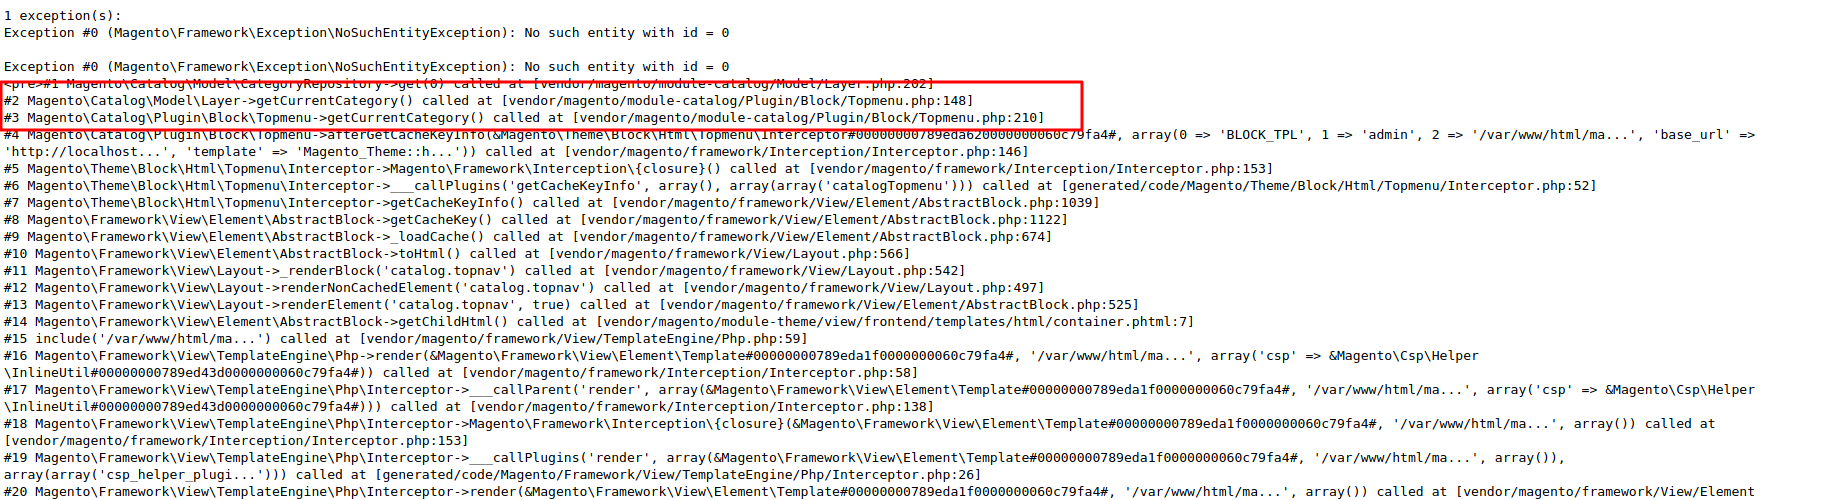 1 exception(s):
Exception #0 (Magento\Framework\Exception\NoSuchEntityException): No such entity with id = 0
Exception #0 (Magento\Framework\Exception\NoSuchEntityException): No such entity with id = 0
<pre>#1 Magento\Catalog\Model\CategoryRepository->get(0) called at [vendor/magento/module-catalog/Model/Layer.php:202]
#2 Magento\Catalog\Model\Layer->getCurrentCategory() called at [vendor/magento/module-catalog/Plugin/Block/Topmenu.php:148]
#3 Magento\Catalog\Plugin\Block\Topmenu->getCurrentCategory() called at [vendor/magento/module-catalog/Plugin/Block/Topmenu.php:210]
#4 Magento\Catalog\Plugin\Block\Topmenu->afterGetCacheKeyInfo(&Magento\Theme\Block\Html\Topmenu\Interceptor#00000000789eda620000000060c79fa4#, array(0 => 'BLOCK_TPL', 1 => 'admin', 2 => '/var/www/html/ma...', 'base_url' =>
'http://localhost...', 'template' => 'Magento_Theme::h...')) called at [vendor/magento/framework/Interception/Interceptor.php:146]
#5 Magento\Theme\Block\Html\Topmenu\Interceptor->Magento\Framework\Interception\{closure}() called at [vendor/magento/framework/Interception/Interceptor.php:153]
#6 Magento\Theme\Block\Html\Topmenu\Interceptor->___callPlugins('getCacheKeyInfo', array(), array(array('catalogTopmenu'))) called at [generated/code/Magento/Theme/Block/Html/Topmenu/Interceptor.php:52]
#7 Magento\Theme\Block\Html\Topmenu\Interceptor->getCacheKeyInfo() called at [vendor/magento/framework/View/Element/AbstractBlock.php:1039]
#8 Magento\Framework\View\Element\AbstractBlock->getCacheKey() called at [vendor/magento/framework/View/Element/AbstractBlock.php:1122]
#9 Magento\Framework\View\Element\AbstractBlock->_loadCache() called at [vendor/magento/framework/View/Element/AbstractBlock.php:674]
#10 Magento\Framework\View\Element\AbstractBlock->toHtml() called at [vendor/magento/framework/View/Layout.php:566]
#11 Magento\Framework\View\Layout->_renderBlock('catalog.topnav') called at [vendor/magento/framework/View/Layout.php:542]
#12 Magento\Framework\View\Layout->renderNonCachedElement('catalog.topnav') called at [vendor/magento/framework/View/Layout.php:497]
#13 Magento\Framework\View\Layout->renderElement('catalog.topnav', true) called at [vendor/magento/framework/View/Element/AbstractBlock.php:525]
#14 Magento\Framework\View\Element\AbstractBlock->getChildHtml() called at [vendor/magento/module-theme/view/frontend/templates/html/container.phtml:7]
#15 include('/var/www/html/ma...') called at [vendor/magento/framework/View/TemplateEngine/Php.php:59]
#16 Magento\Framework\View\TemplateEngine\Php->render(&Magento\Framework\View\Element\Template#00000000789eda1f0000000060c79fa4#, '/var/www/html/ma...', array('csp' => &Magento\Csp\Helper
\InlineUtil#00000000789ed43d0000000060c79fa4#)) called at [vendor/magento/framework/Interception/Interceptor.php:58]
#17 Magento\Framework\View\TemplateEngine\Php\Interceptor->___callParent('render', array(&Magento\Framework\View\Element\Template#00000000789eda1f0000000060c79fa4#, '/var/www/html/ma...', array('csp' => &Magento\Csp\Helper
\InlineUtil#00000000789ed43d0000000060c79fa4#))) called at [vendor/magento/framework/Interception/Interceptor.php:138]
#18 Magento\Framework\View\TemplateEngine\Php\Interceptor->Magento\Framework\Interception\{closure}(&Magento\Framework\View\Element\Template#00000000789eda1f0000000060c79fa4#, '/var/www/html/ma...', array()) called at
[vendor/magento/framework/Interception/Interceptor.php:153]
#19 Magento\Framework\View\TemplateEngine\Php\Interceptor->___callPlugins('render', array(&Magento\Framework\View\Element\Template#00000000789eda1f0000000060c79fa4#, '/var/www/html/ma...', array()),
array(array('csp_helper_plugi...'))) called at [generated/code/Magento/Framework/View/TemplateEngine/Php/Interceptor.php:26]
#20 Magento\Framework\View\TemplateEngine\Php\Interceptor->render(&Magento\Framework\View\Element\Template#00000000789eda1f0000000060c79fa4#, '/var/www/html/ma...', array()) called at [vendor/magento/framework/View/Element